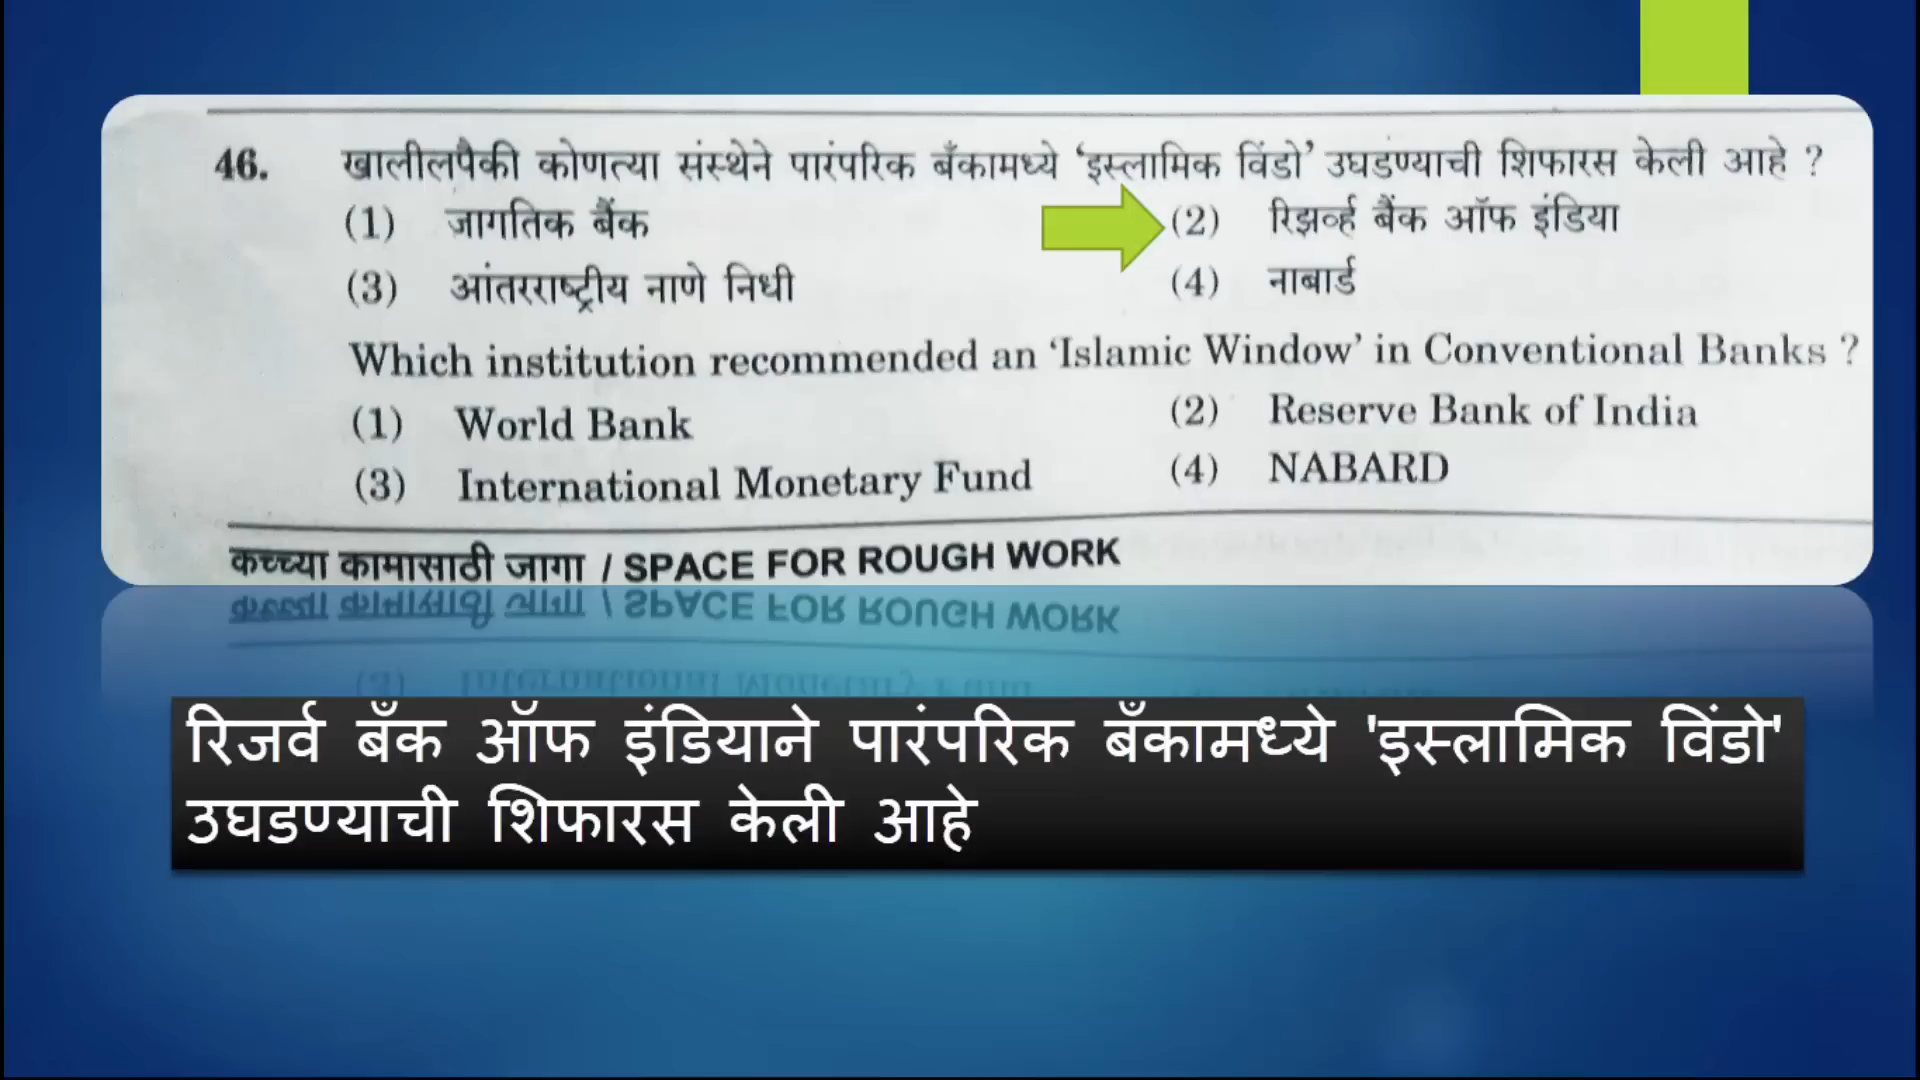 46. खालीलपैकी कोणत्या संस्थेने पारंपरिक बँकामध्ये ‘इस्लामिक विंडो’ उघडण्याची शिफारस केली आहे ?
(1) जागतिक बैंक (2) रिझर्व्ह बैंक ऑफ इंडिया
(3) आंतरराष्ट्रीय नाणे निधी (4) नाबार्ड
Which institution recommended an ‘Islamic Window’ in Conventional Banks ?
(1) World Bank (2) Reserve Bank of India
(3) International Monetary Fund (4) NABARD
कच्च्या कामासाठी जागा / SPACE FOR ROUGH WORK
रिजर्व बँक ऑफ इंडियाने पारंपरिक बँकामध्ये 'इस्लामिक विंडो'
उघडण्याची शिफारस केली आहे